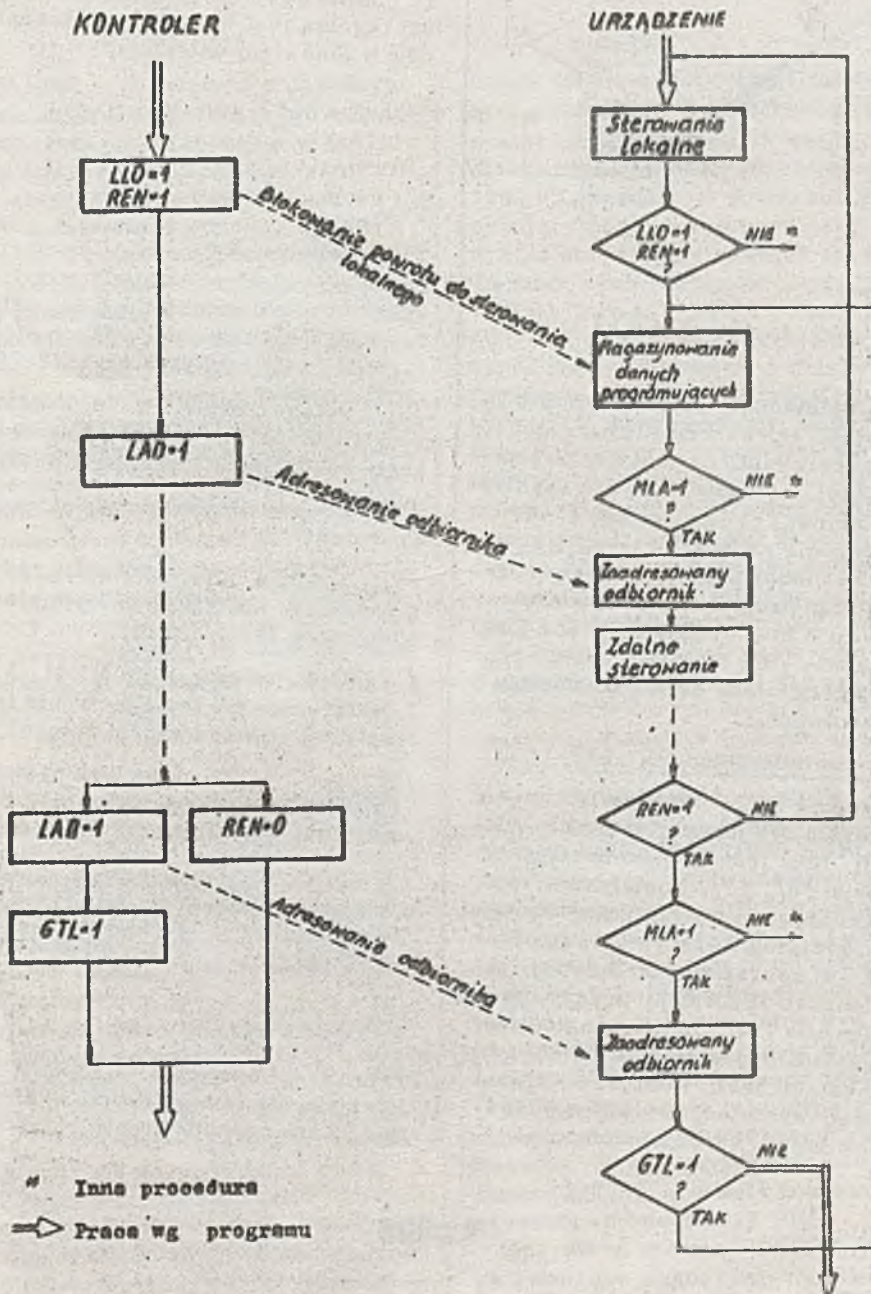 KONTROLER
LLO=1
REN=1
Blokowanie powrotu do sterowania
lokalnego
LAD=1
Adresowanie odbiornika
LAD=1
REN=0
GTL=1
Adresowanie odbiornika
* Inna procedura
Praca wg programu
URZĄDZENIE
Sterowanie
lokalne
LLO=1
REN=1
?
NIE *
Magazynowanie
danych
programujących
MLA=1
?
NIE *
TAK
Zaadresowany
odbiornik
Zdalne
sterowanie
REN=1
?
NIE
TAK
MLA=1
?
NIE *
TAK
Zaadresowany
odbiornik
GTL=1
?
NIE
TAK